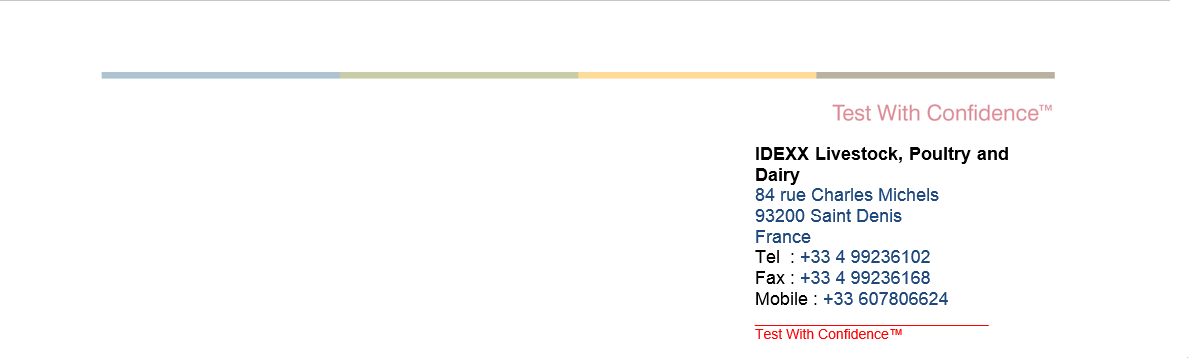 Test With Confidence™
IDEXX Livestock, Poultry and
Dairy
84 rue Charles Michels
93200 Saint Denis
France
Tel : +33 4 99236102
Fax : +33 4 99236168
Mobile : +33 607806624
Test With Confidence™